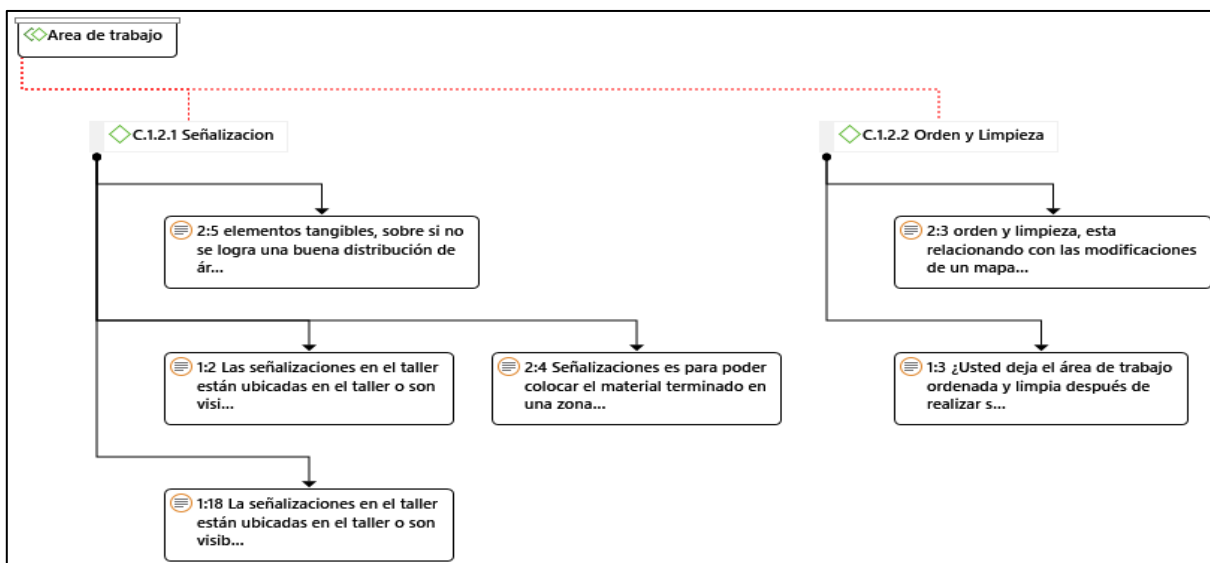 Area de trabajo
C.1.2.1 Señalizacion
C.1.2.2 Orden y Limpieza
2:5 elementos tangibles, sobre si no
se logra una buena distribución de
ár...
2:3 orden y limpieza, esta
relacionando con las modificaciones
de un mapa...
1:2 Las señalizaciones en el taller
están ubicadas en el taller o son
visi...
2:4 Señalizaciones es para poder
colocar el material terminado en
una zona...
1:3 ¿Usted deja el área de trabajo
ordenada y limpia después de
realizar s...
1:18 La señalizaciones en el taller
están ubicadas en el taller o son
visib...